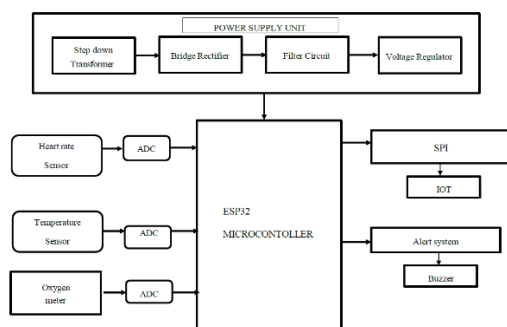 POWER SUPPLY UNIT
Step down
Transformer
Bridge Rectifier
Filter Circuit
Voltage Regulator
Heart rate
Sensor
ADC
SPI
IOT
ESP32
MICROCONTOLLER
Temperature
Sensor
ADC
Alert system
Buzzer
Oxygen
meter
ADC